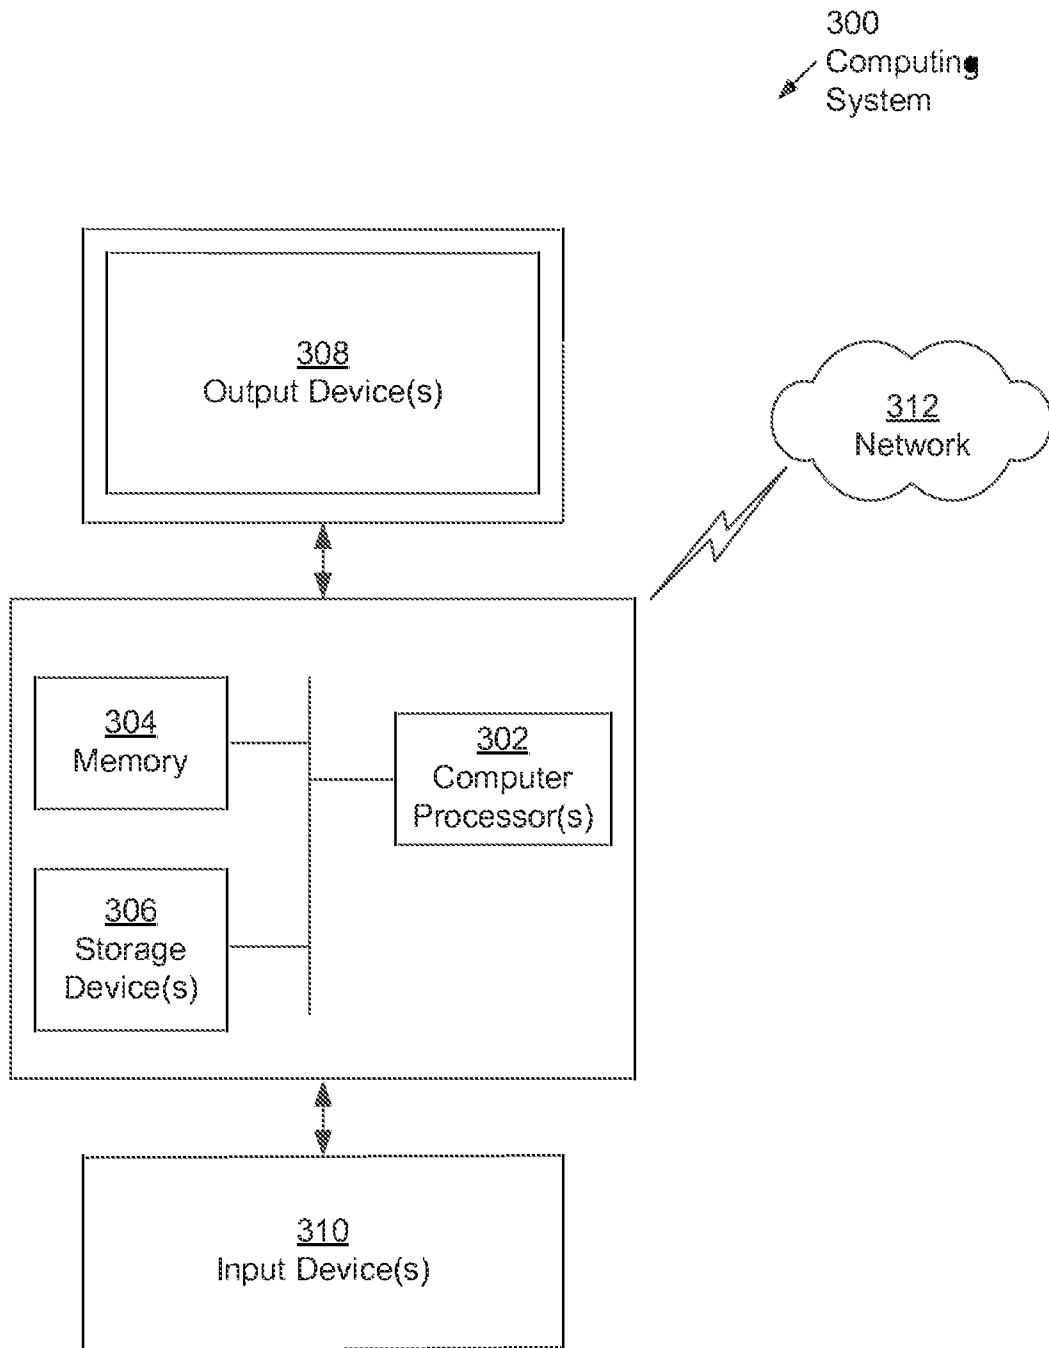 300
Computing
System
308
Output Device(s)
312
Network
304
Memory
302
Computer
Processor(s)
306
Storage
Device(s)
310
Input Device(s)